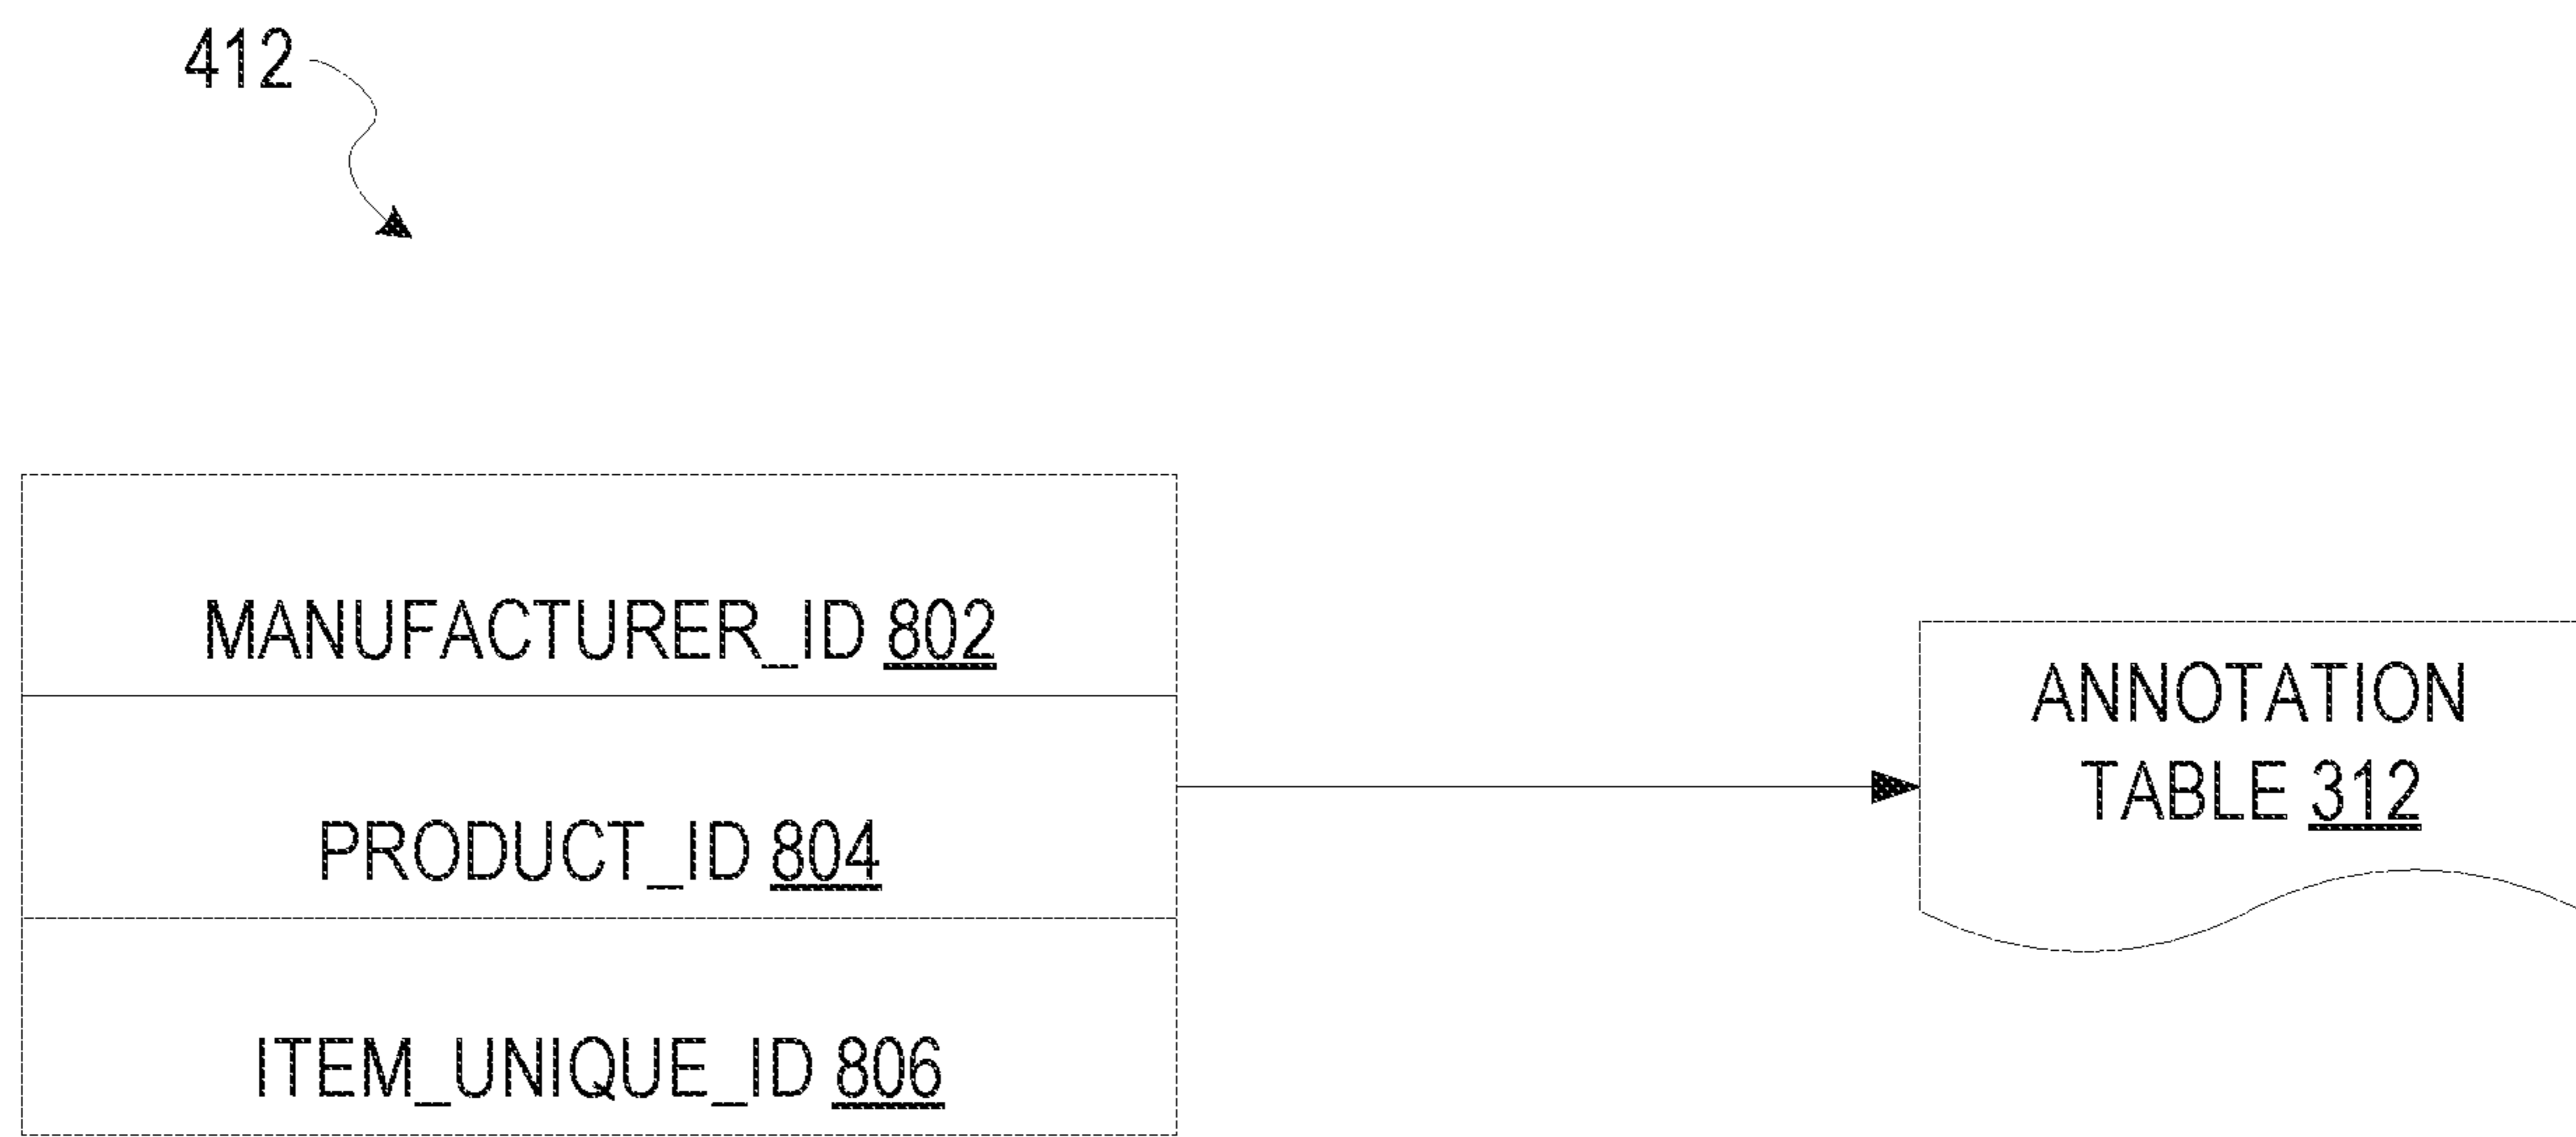 412
MANUFACTURER_ID 802
PRODUCT_ID 804
ITEM_UNIQUE_ID 806
ANNOTATION
TABLE 312